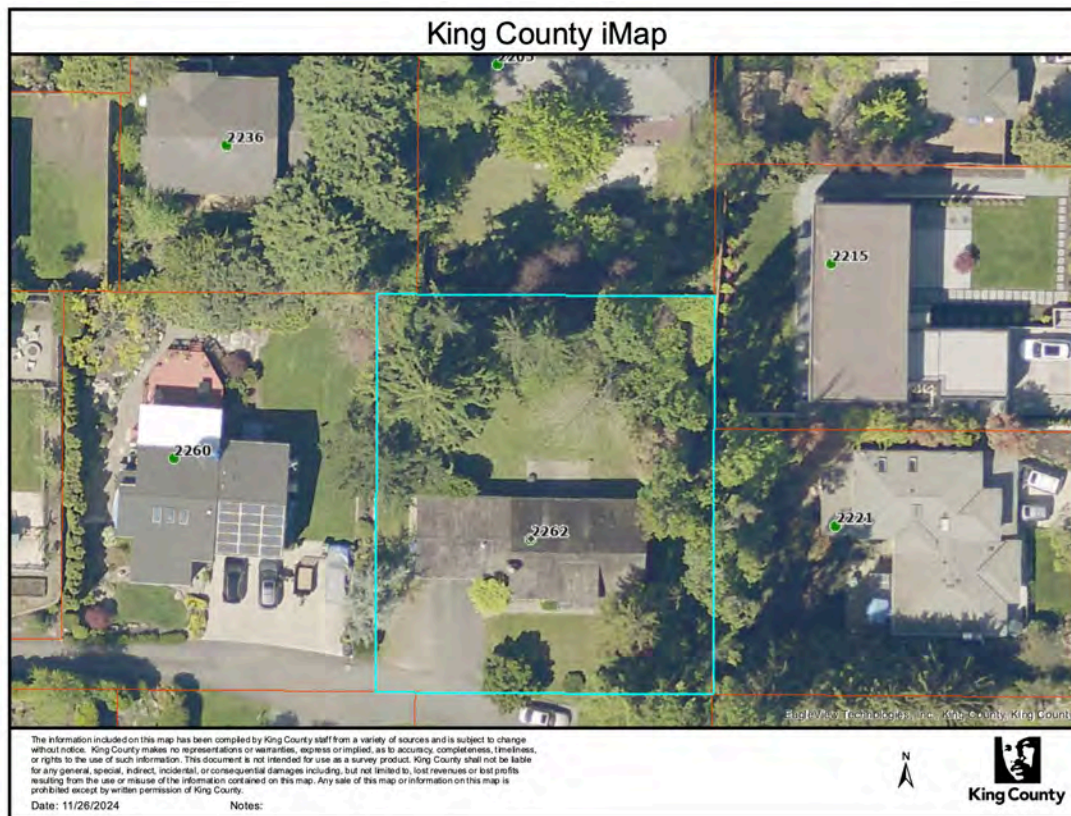 King County iMap
2205
2236
2215
2260
2262
2221
EagleView Technologies, Inc., King County, King County
The information included on this map has been compiled by King County staff from a variety of sources and is subject to change
without notice. King County makes no representations or warranties, express or implied, as to accuracy, completeness, timeliness,
or rights to the use of such information. This document is not intended for use as a survey product. King County shall not be liable
for any general, special, indirect, incidental, or consequential damages including, but not limited to, lost revenues or lost profits
resulting from the use or misuse of the information contained on this map. Any sale of this map or information on this map is
prohibited except by written permission of King County.
Date: 11/26/2024 Notes:
N
King County